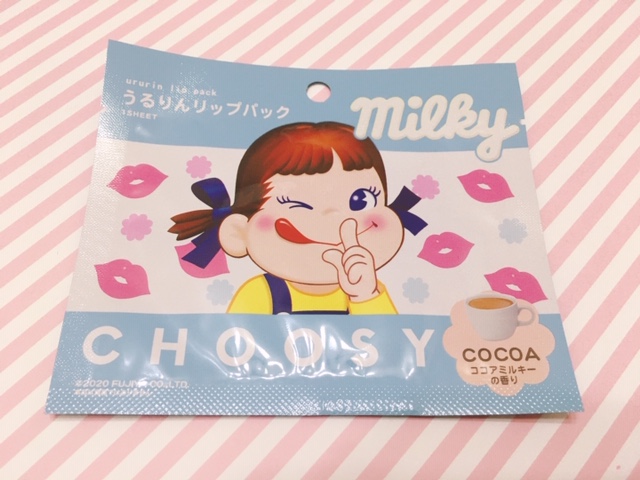 ururin lip pack
うるりんリップパック
1SHEET
milky
CHOOSY
COCOA
ココアミルキー
の香り
©2020 FUJIYA CO.,LTD.